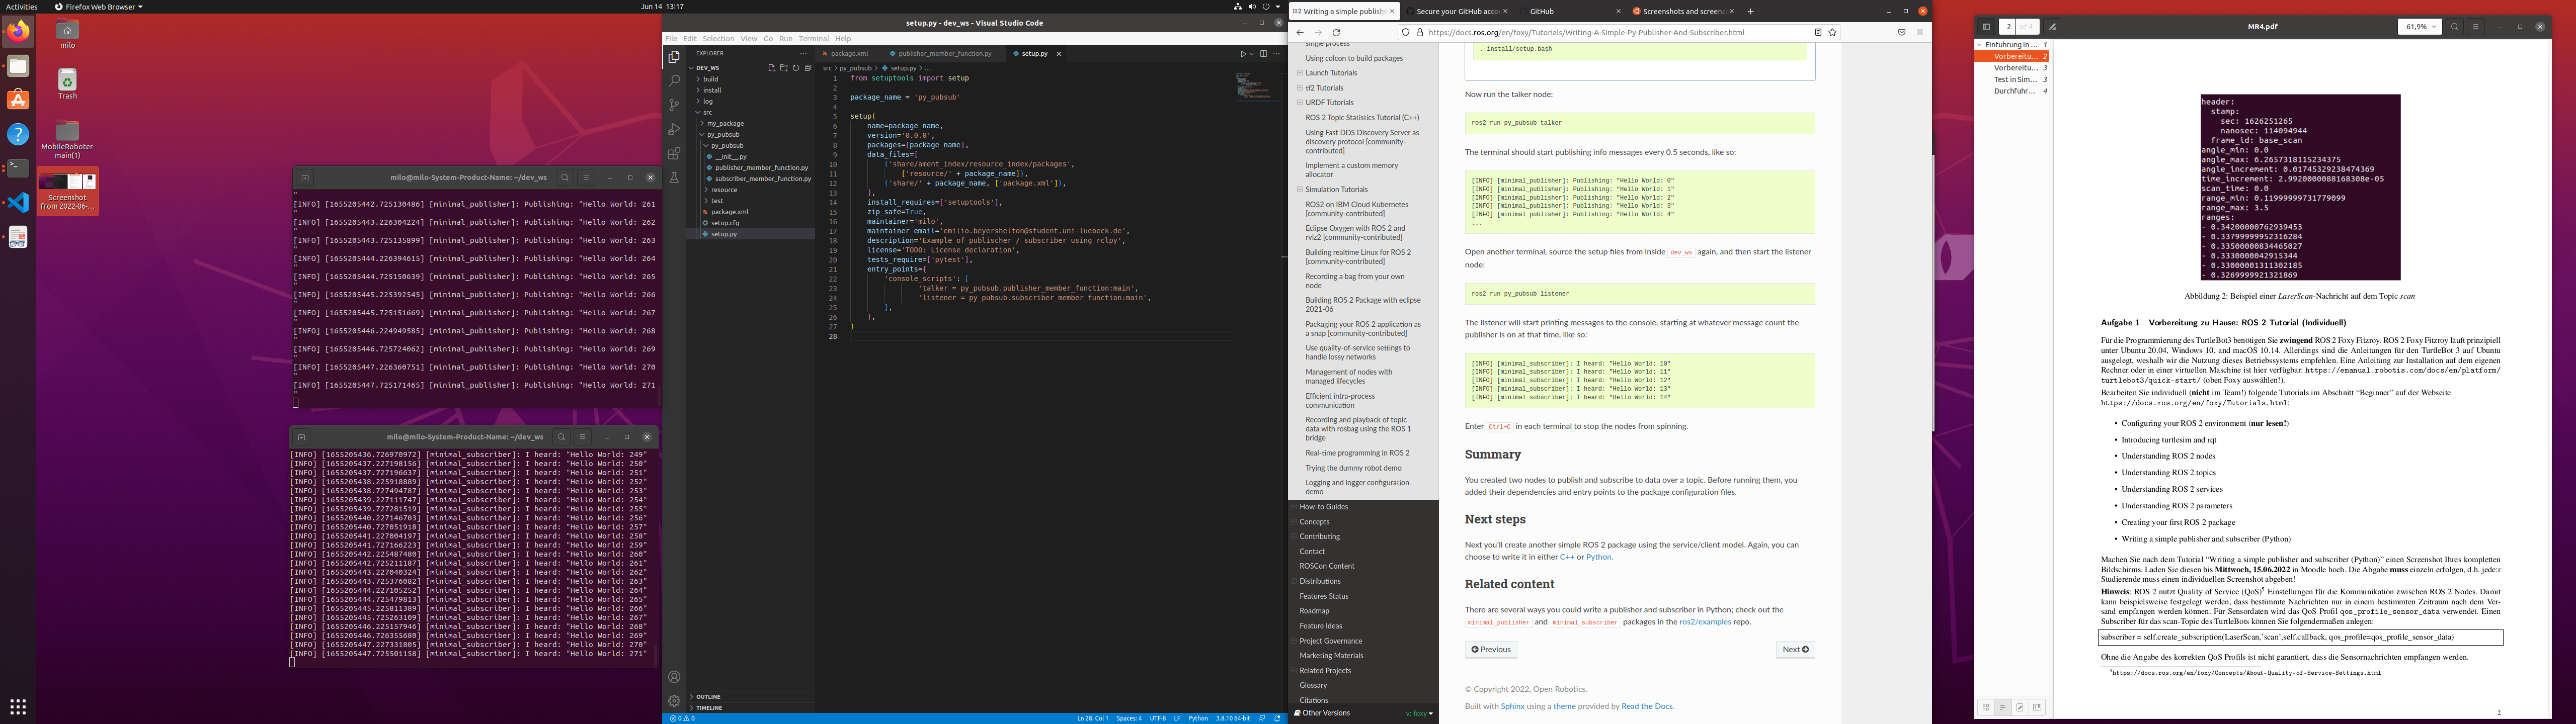 Activities
Firefox Web Browser
Jun 14 13:17
milo
Trash
MobileRoboter-
main(1)
Screenshot
from 2022-06-...
milo@milo-System-Product-Name: ~/dev_ws
"
[INFO] [1655205442.725130486] [minimal_publisher]: Publishing: "Hello World: 261
"
[INFO] [1655205443.226304224] [minimal_publisher]: Publishing: "Hello World: 262
"
[INFO] [1655205443.725135899] [minimal_publisher]: Publishing: "Hello World: 263
"
[INFO] [1655205444.226394615] [minimal_publisher]: Publishing: "Hello World: 264
"
[INFO] [1655205444.725150639] [minimal_publisher]: Publishing: "Hello World: 265
"
[INFO] [1655205445.225392545] [minimal_publisher]: Publishing: "Hello World: 266
"
[INFO] [1655205445.725151669] [minimal_publisher]: Publishing: "Hello World: 267
"
[INFO] [1655205446.224949585] [minimal_publisher]: Publishing: "Hello World: 268
"
[INFO] [1655205446.725724062] [minimal_publisher]: Publishing: "Hello World: 269
"
[INFO] [1655205447.226360751] [minimal_publisher]: Publishing: "Hello World: 270
"
[INFO] [1655205447.725171465] [minimal_publisher]: Publishing: "Hello World: 271
"
milo@milo-System-Product-Name: ~/dev_ws
[INFO] [1655205436.726970972] [minimal_subscriber]: I heard: "Hello World: 249"
[INFO] [1655205437.227198156] [minimal_subscriber]: I heard: "Hello World: 250"
[INFO] [1655205437.727196637] [minimal_subscriber]: I heard: "Hello World: 251"
[INFO] [1655205438.225918889] [minimal_subscriber]: I heard: "Hello World: 252"
[INFO] [1655205438.727494787] [minimal_subscriber]: I heard: "Hello World: 253"
[INFO] [1655205439.227111747] [minimal_subscriber]: I heard: "Hello World: 254"
[INFO] [1655205439.727281519] [minimal_subscriber]: I heard: "Hello World: 255"
[INFO] [1655205440.227146703] [minimal_subscriber]: I heard: "Hello World: 256"
[INFO] [1655205440.727051918] [minimal_subscriber]: I heard: "Hello World: 257"
[INFO] [1655205441.227004197] [minimal_subscriber]: I heard: "Hello World: 258"
[INFO] [1655205441.727166223] [minimal_subscriber]: I heard: "Hello World: 259"
[INFO] [1655205442.225487480] [minimal_subscriber]: I heard: "Hello World: 260"
[INFO] [1655205442.725211187] [minimal_subscriber]: I heard: "Hello World: 261"
[INFO] [1655205443.227040324] [minimal_subscriber]: I heard: "Hello World: 262"
[INFO] [1655205443.725376082] [minimal_subscriber]: I heard: "Hello World: 263"
[INFO] [1655205444.227105252] [minimal_subscriber]: I heard: "Hello World: 264"
[INFO] [1655205444.725479813] [minimal_subscriber]: I heard: "Hello World: 265"
[INFO] [1655205445.225811389] [minimal_subscriber]: I heard: "Hello World: 266"
[INFO] [1655205445.725263109] [minimal_subscriber]: I heard: "Hello World: 267"
[INFO] [1655205446.225157946] [minimal_subscriber]: I heard: "Hello World: 268"
[INFO] [1655205446.726355680] [minimal_subscriber]: I heard: "Hello World: 269"
[INFO] [1655205447.227331805] [minimal_subscriber]: I heard: "Hello World: 270"
[INFO] [1655205447.725501158] [minimal_subscriber]: I heard: "Hello World: 271"
setup.py - dev_ws - Visual Studio Code
File Edit Selection View Go Run Terminal Help
EXPLORER
DEV_WS
build
install
log
src
my_package
py_pubsub
py_pubsub
__init__.py
publisher_member_function.py
subscriber_member_function.py
resource
test
package.xml
setup.cfg
setup.py
OUTLINE
TIMELINE
package.xml
publisher_member_function.py
setup.py
src > py_pubsub > setup.py > ...
1 from setuptools import setup
2
3 package_name = 'py_pubsub'
4
5 setup(
6 name=package_name,
7 version='0.0.0',
8 packages=[package_name],
9 data_files=[
10 ('share/ament_index/resource_index/packages',
11 ['resource/' + package_name]),
12 ('share/' + package_name, ['package.xml']),
13 ],
14 install_requires=['setuptools'],
15 zip_safe=True,
16 maintainer='milo',
17 maintainer_email='emilio.beyershelton@student.uni-luebeck.de',
18 description='Example of publischer / subscriber using rclpy',
19 license='TODO: License declaration',
20 tests_require=['pytest'],
21 entry_points={
22 'console_scripts': [
23 'talker = py_pubsub.publisher_member_function:main',
24 'listener = py_pubsub.subscriber_member_function:main',
25 ],
26 },
27 )
28
0 0
Ln 28, Col 1 Spaces: 4 UTF-8 LF Python 3.8.10 64-bit
Writing a simple publishe
Secure your GitHub acco
GitHub
Screenshots and screenc
https://docs.ros.org/en/foxy/Tutorials/Writing-A-Simple-Py-Publisher-And-Subscriber.html
single process
Using colcon to build packages
Launch Tutorials
tf2 Tutorials
URDF Tutorials
ROS 2 Topic Statistics Tutorial (C++)
Using Fast DDS Discovery Server as
discovery protocol [community-
contributed]
Implement a custom memory
allocator
Simulation Tutorials
ROS2 on IBM Cloud Kubernetes
[community-contributed]
Eclipse Oxygen with ROS 2 and
rviz2 [community-contributed]
Building realtime Linux for ROS 2
[community-contributed]
Recording a bag from your own
node
Building ROS 2 Package with eclipse
2021-06
Packaging your ROS 2 application as
a snap [community-contributed]
Use quality-of-service settings to
handle lossy networks
Management of nodes with
managed lifecycles
Efficient intra-process
communication
Recording and playback of topic
data with rosbag using the ROS 1
bridge
Real-time programming in ROS 2
Trying the dummy robot demo
Logging and logger configuration
demo
How-to Guides
Concepts
Contributing
Contact
ROSCon Content
Distributions
Features Status
Roadmap
Feature Ideas
Project Governance
Marketing Materials
Related Projects
Glossary
Citations
Other Versions
v: foxy
. install/setup.bash
Now run the talker node:
ros2 run py_pubsub talker
The terminal should start publishing info messages every 0.5 seconds, like so:
[INFO] [minimal_publisher]: Publishing: "Hello World: 0"
[INFO] [minimal_publisher]: Publishing: "Hello World: 1"
[INFO] [minimal_publisher]: Publishing: "Hello World: 2"
[INFO] [minimal_publisher]: Publishing: "Hello World: 3"
[INFO] [minimal_publisher]: Publishing: "Hello World: 4"
...
Open another terminal, source the setup files from inside dev_ws again, and then start the listener
node:
ros2 run py_pubsub listener
The listener will start printing messages to the console, starting at whatever message count the
publisher is on at that time, like so:
[INFO] [minimal_subscriber]: I heard: "Hello World: 10"
[INFO] [minimal_subscriber]: I heard: "Hello World: 11"
[INFO] [minimal_subscriber]: I heard: "Hello World: 12"
[INFO] [minimal_subscriber]: I heard: "Hello World: 13"
[INFO] [minimal_subscriber]: I heard: "Hello World: 14"
Enter Ctrl+C in each terminal to stop the nodes from spinning.
Summary
You created two nodes to publish and subscribe to data over a topic. Before running them, you
added their dependencies and entry points to the package configuration files.
Next steps
Next you'll create another simple ROS 2 package using the service/client model. Again, you can
choose to write it in either C++ or Python.
Related content
There are several ways you could write a publisher and subscriber in Python; check out the
minimal_publisher and minimal_subscriber packages in the ros2/examples repo.
Previous
Next
© Copyright 2022, Open Robotics.
Built with Sphinx using a theme provided by Read the Docs.
2 of 4
MR4.pdf
61,9%
Einführung in ... 1
Vorbereitu... 2
Vorbereitu... 3
Test in Sim... 3
Durchfuhr... 4
header:
stamp:
sec: 1626251265
nanosec: 114094944
frame_id: base_scan
angle_min: 0.0
angle_max: 6.2657318115234375
angle_increment: 0.01745329238474369
time_increment: 2.9920000088168308e-05
scan_time: 0.0
range_min: 0.11999999731779099
range_max: 3.5
ranges:
- 0.34200000762939453
- 0.33799999952316284
- 0.33500000834465027
- 0.3330000042915344
- 0.33000001311302185
- 0.3269999921321869
Abbildung 2: Beispiel einer LaserScan-Nachricht auf dem Topic scan
Aufgabe 1 Vorbereitung zu Hause: ROS 2 Tutorial (Individuell)
Für die Programmierung des TurtleBot3 benötigen Sie zwingend ROS 2 Foxy Fitzroy. ROS 2 Foxy Fitzroy läuft prinzipiell
unter Ubuntu 20.04, Windows 10, and macOS 10.14. Allerdings sind die Anleitungen für den TurtleBot 3 auf Ubuntu
ausgelegt, weshalb wir die Nutzung dieses Betriebssystems empfehlen. Eine Anleitung zur Installation auf dem eigenen
Rechner oder in einer virtuellen Maschine ist hier verfügbar: https://emanual.robotis.com/docs/en/platform/
turtlebot3/quick-start/ (oben Foxy auswählen!).
Bearbeiten Sie individuell (nicht im Team!) folgende Tutorials im Abschnitt "Beginner" auf der Webseite
https://docs.ros.org/en/foxy/Tutorials.html:
• Configuring your ROS 2 environment (nur lesen!)
• Introducing turtlesim and rqt
• Understanding ROS 2 nodes
• Understanding ROS 2 topics
• Understanding ROS 2 services
• Understanding ROS 2 parameters
• Creating your first ROS 2 package
• Writing a simple publisher and subscriber (Python)
Machen Sie nach dem Tutorial "Writing a simple publisher and subscriber (Python)" einen Screenshot Ihres kompletten
Bildschirms. Laden Sie diesen bis Mittwoch, 15.06.2022 in Moodle hoch. Die Abgabe muss einzeln erfolgen, d.h. jede:r
Studierende muss einen individuellen Screenshot abgeben!
Hinweis: ROS 2 nutzt Quality of Service (QoS)5 Einstellungen für die Kommunikation zwischen ROS 2 Nodes. Damit
kann beispielsweise festgelegt werden, dass bestimmte Nachrichten nur in einem bestimmten Zeitraum nach dem Ver-
sand empfangen werden können. Für Sensordaten wird das QoS Profil qos_profile_sensor_data verwendet. Einen
Subscriber für das scan-Topic des TurtleBots können Sie folgendermaßen anlegen:
subscriber = self.create_subscription(LaserScan,'scan',self.callback, qos_profile=qos_profile_sensor_data)
Ohne die Angabe des korrekten QoS Profils ist nicht garantiert, dass die Sensornachrichten empfangen werden.
5https://docs.ros.org/en/foxy/Concepts/About-Quality-of-Service-Settings.html
2